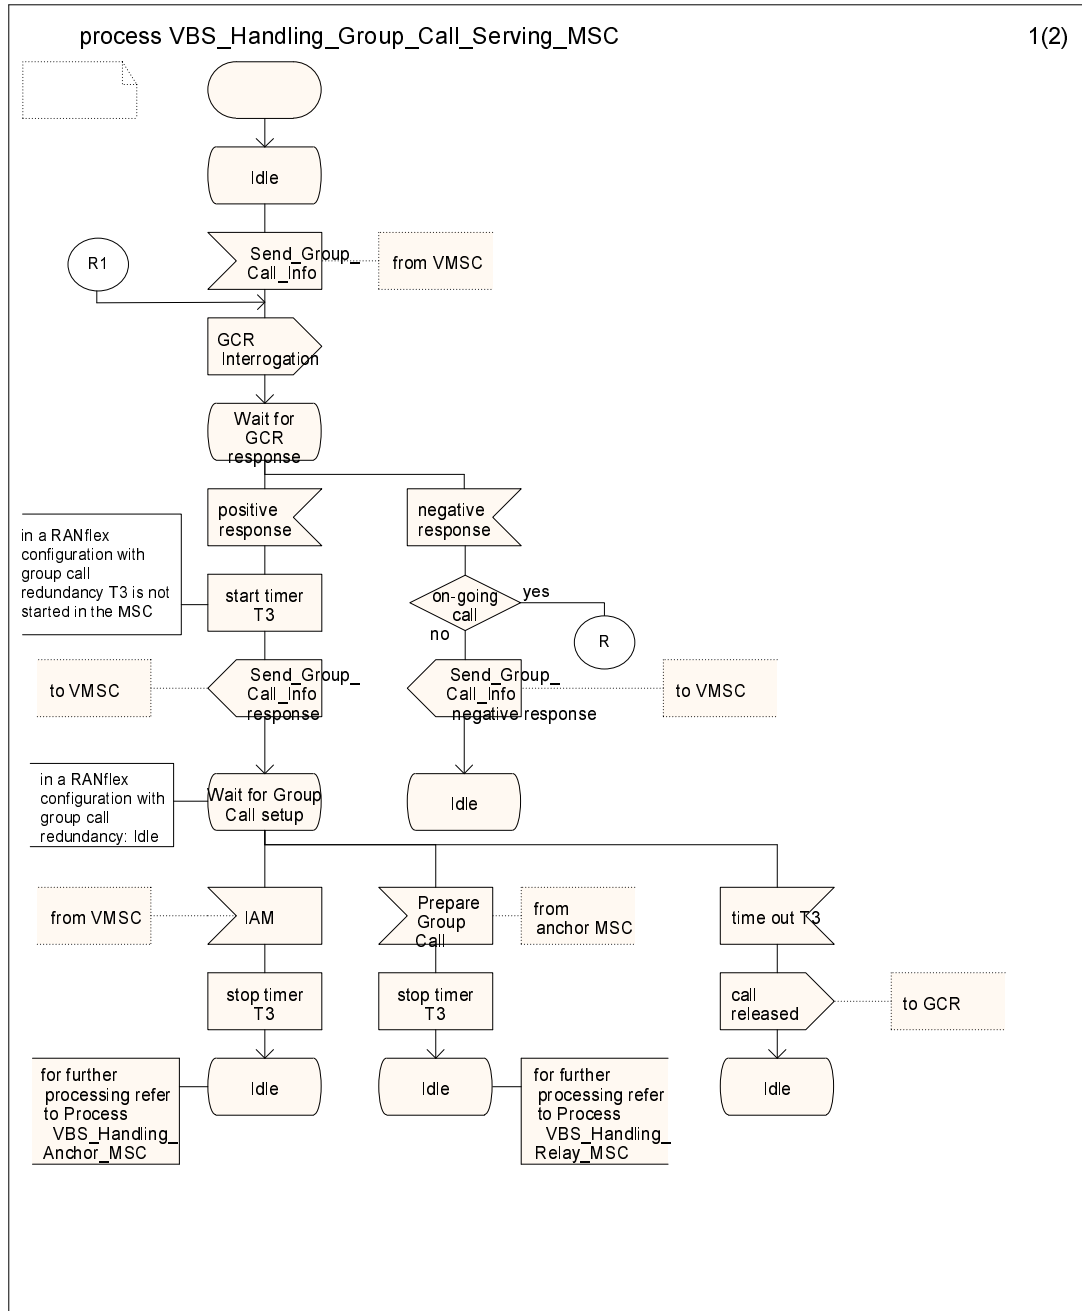 process VBS_Handling_Group_Call_Serving_MSC
1(2)
Idle
R1
Send_Group_
Call_Info
from VMSC
GCR
Interrogation
Wait for
GCR
response
positive
response
negative
response
in a RANflex
configuration with
group call
redundancy T3 is not
started in the MSC
start timer
T3
on-going
call
yes
no
R
to VMSC
Send_Group_
Call_Info
response
Send_Group_
Call_Info
negative response
to VMSC
in a RANflex
configuration with
group call
redundancy: Idle
Wait for Group
Call setup
Idle
from VMSC
IAM
Prepare
Group
Call
from
anchor MSC
time out T3
stop timer
T3
stop timer
T3
call
released
to GCR
for further
processing refer
to Process
VBS_Handling_
Anchor_MSC
Idle
Idle
for further
processing refer
to Process
VBS_Handling_
Relay_MSC
Idle